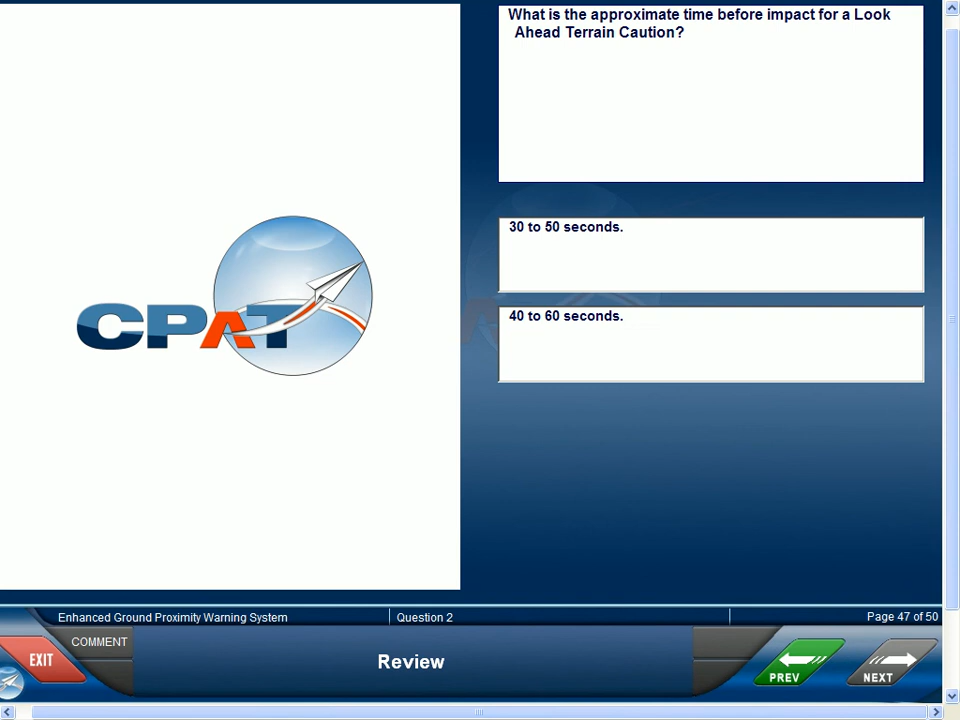 What is the approximate time before impact for a Look
Ahead Terrain Caution?
30 to 50 seconds.
40 to 60 seconds.
CPAT
Enhanced Ground Proximity Warning System
Question 2
Page 47 of 50
COMMENT
EXIT
Review
PREV
NEXT